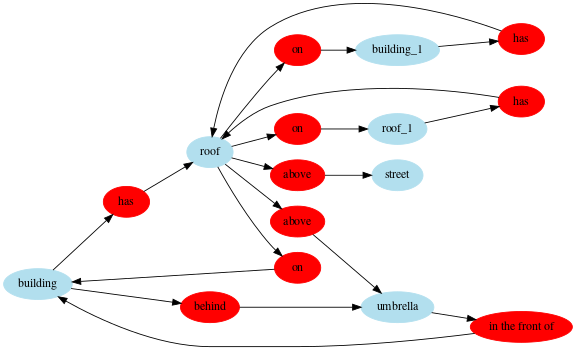 has
on
building_1
has
on
roof_1
roof
above
street
has
above
on
building
behind
umbrella
in the front of